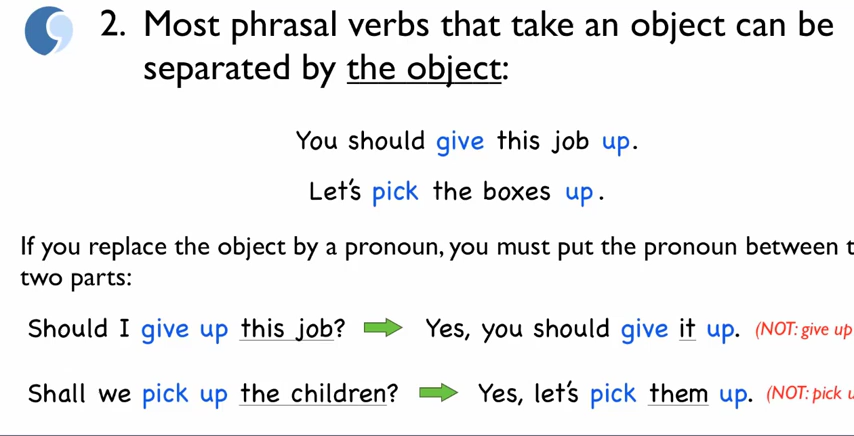 2. Most phrasal verbs that take an object can be
separated by the object:
You should give this job up.
Let's pick the boxes up.
If you replace the object by a pronoun, you must put the pronoun between
two parts:
Should I give up this job? Yes, you should give it up. (NOT: give up
Shall we pick up the children? Yes, let's pick them up. (NOT: pick